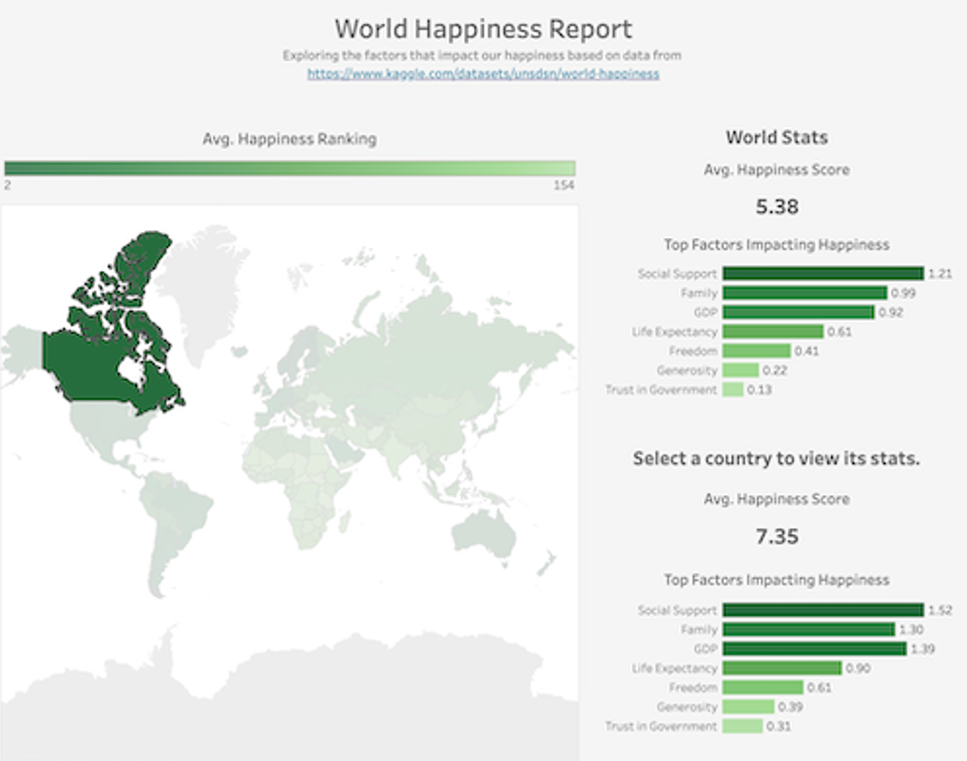 World Happiness Report
Exploring the factors that impact our happiness based on data from
https://www.kaggle.com/datasets/unsdsn/world-happiness
Avg. Happiness Ranking
2 154
World Stats
Avg. Happiness Score
5.38
Top Factors Impacting Happiness
Social Support 1.21
Family 0.99
GDP 0.92
Life Expectancy 0.61
Freedom 0.41
Generosity 0.22
Trust in Government 0.13
Select a country to view its stats.
Avg. Happiness Score
7.35
Top Factors Impacting Happiness
Social Support 1.52
Family 1.30
GDP 1.39
Life Expectancy 0.90
Freedom 0.61
Generosity 0.39
Trust in Government 0.31